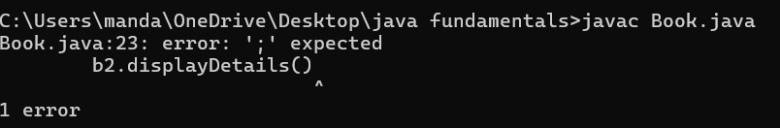 C:\Users\manda\OneDrive\Desktop\java fundamentals>javac Book.java
Book.java:23: error: ';' expected
        b2.displayDetails()
                           ^
1 error